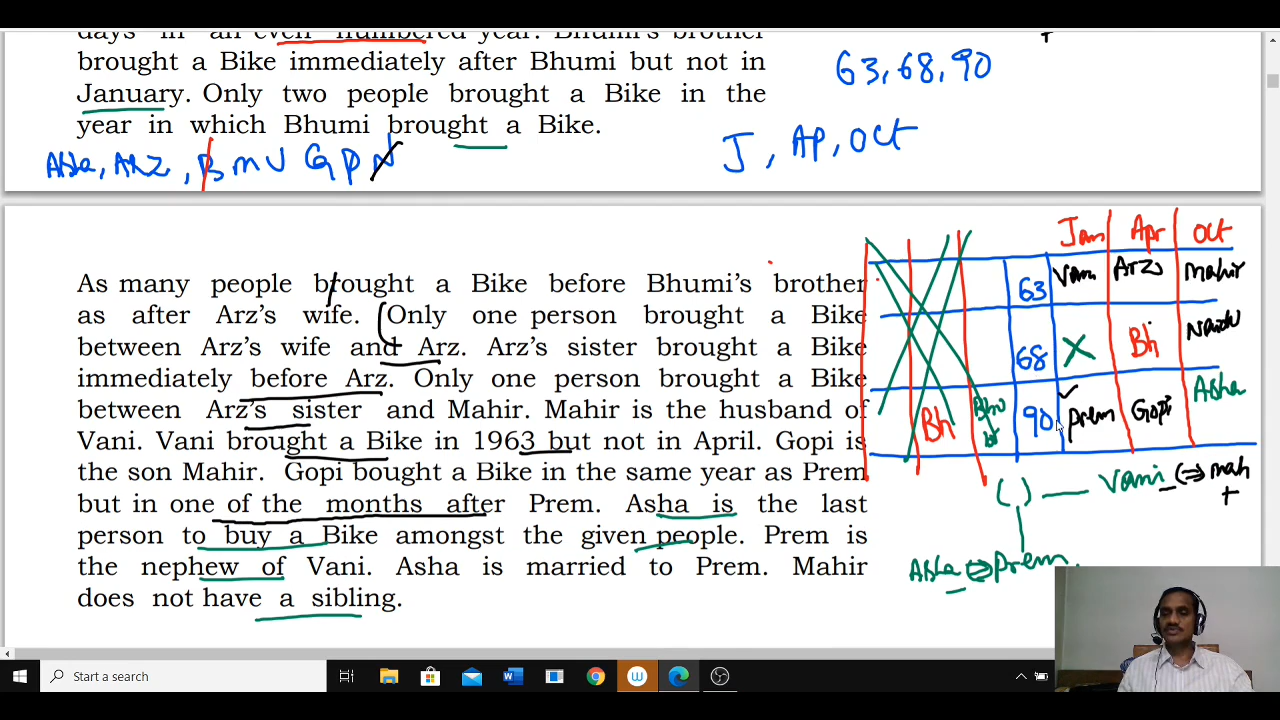 days in an even numbered year. Bhumi's brother
brought a Bike immediately after Bhumi but not in
January. Only two people brought a Bike in the
year in which Bhumi brought a Bike.
Asha, Arz, B M V G P N
63, 68, 90
J, AP, Oct
As many people brought a Bike before Bhumi's brother
as after Arz's wife. Only one person brought a Bike
between Arz's wife and Arz. Arz's sister brought a Bike
immediately before Arz. Only one person brought a Bike
between Arz's sister and Mahir. Mahir is the husband of
Vani. Vani brought a Bike in 1963 but not in April. Gopi is
the son Mahir. Gopi bought a Bike in the same year as Prem
but in one of the months after Prem. Asha is the last
person to buy a Bike amongst the given people. Prem is
the nephew of Vani. Asha is married to Prem. Mahir
does not have a sibling.
Jan Apr Oct
63 Vani Arz Mahir
68 X Bh
Bh 90 Prem Gopi Asha
( ) — Vani ⇔ mah
+
Asha ⇔ Prem
Start a search